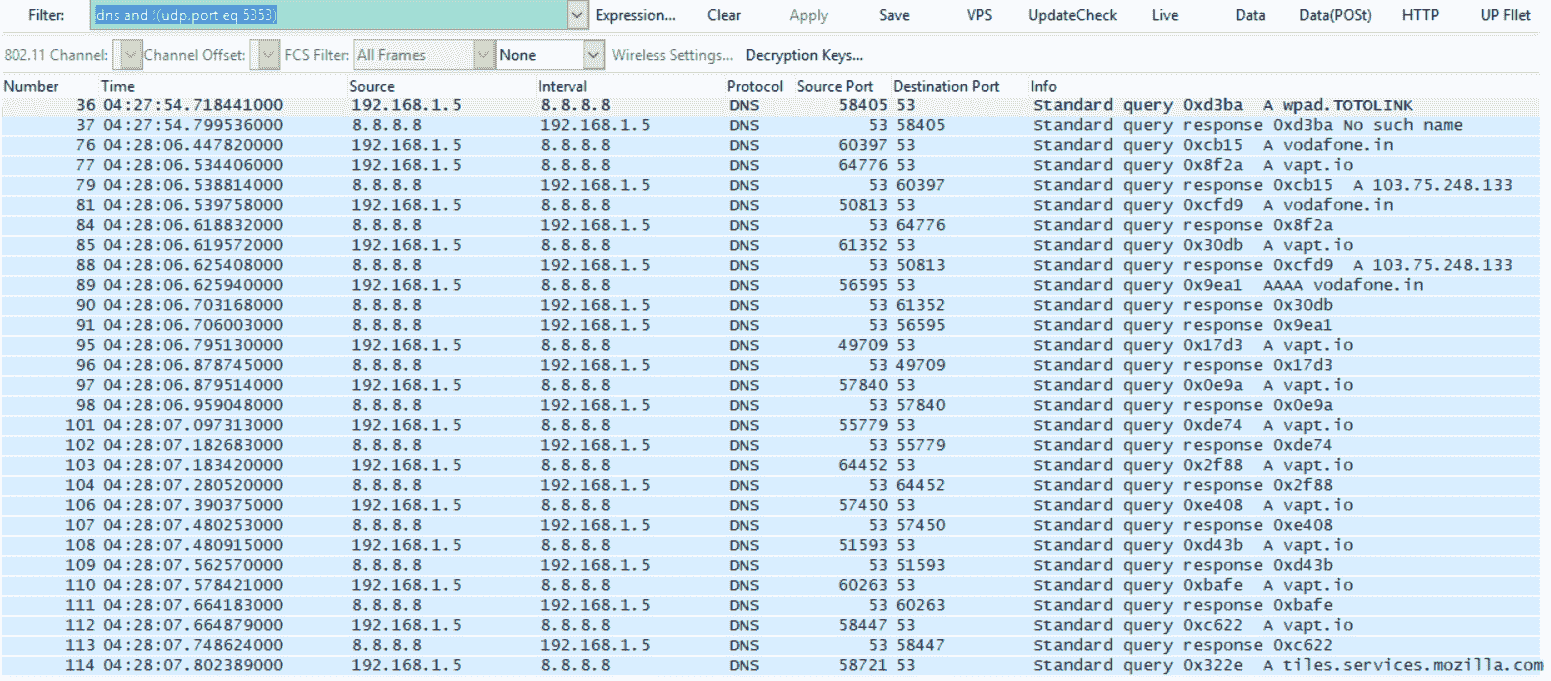 Filter: dns and !(udp.port eq 5353) Expression... Clear Apply Save VPS UpdateCheck Live Data Data(POSt) HTTP UP FIlet
802.11 Channel: Channel Offset: FCS Filter: All Frames None Wireless Settings... Decryption Keys...
Number Time Source Interval Protocol Source Port Destination Port Info
36 04:27:54.718441000 192.168.1.5 8.8.8.8 DNS 58405 53 Standard query 0xd3ba A wpad.TOTOLINK
37 04:27:54.799536000 8.8.8.8 192.168.1.5 DNS 53 58405 Standard query response 0xd3ba No such name
76 04:28:06.447820000 192.168.1.5 8.8.8.8 DNS 60397 53 Standard query 0xcb15 A vodafone.in
77 04:28:06.534406000 192.168.1.5 8.8.8.8 DNS 64776 53 Standard query 0x8f2a A vapt.io
79 04:28:06.538814000 8.8.8.8 192.168.1.5 DNS 53 60397 Standard query response 0xcb15 A 103.75.248.133
81 04:28:06.539758000 192.168.1.5 8.8.8.8 DNS 50813 53 Standard query 0xcfd9 A vodafone.in
84 04:28:06.618832000 8.8.8.8 192.168.1.5 DNS 53 64776 Standard query response 0x8f2a
85 04:28:06.619572000 192.168.1.5 8.8.8.8 DNS 61352 53 Standard query 0x30db A vapt.io
88 04:28:06.625408000 8.8.8.8 192.168.1.5 DNS 53 50813 Standard query response 0xcfd9 A 103.75.248.133
89 04:28:06.625940000 192.168.1.5 8.8.8.8 DNS 56595 53 Standard query 0x9ea1 AAAA vodafone.in
90 04:28:06.703168000 8.8.8.8 192.168.1.5 DNS 53 61352 Standard query response 0x30db
91 04:28:06.706003000 8.8.8.8 192.168.1.5 DNS 53 56595 Standard query response 0x9ea1
95 04:28:06.795130000 192.168.1.5 8.8.8.8 DNS 49709 53 Standard query 0x17d3 A vapt.io
96 04:28:06.878745000 8.8.8.8 192.168.1.5 DNS 53 49709 Standard query response 0x17d3
97 04:28:06.879514000 192.168.1.5 8.8.8.8 DNS 57840 53 Standard query 0x0e9a A vapt.io
98 04:28:06.959048000 8.8.8.8 192.168.1.5 DNS 53 57840 Standard query response 0x0e9a
101 04:28:07.097313000 192.168.1.5 8.8.8.8 DNS 55779 53 Standard query 0xde74 A vapt.io
102 04:28:07.182683000 8.8.8.8 192.168.1.5 DNS 53 55779 Standard query response 0xde74
103 04:28:07.183420000 192.168.1.5 8.8.8.8 DNS 64452 53 Standard query 0x2f88 A vapt.io
104 04:28:07.280520000 8.8.8.8 192.168.1.5 DNS 53 64452 Standard query response 0x2f88
106 04:28:07.390375000 192.168.1.5 8.8.8.8 DNS 57450 53 Standard query 0xe408 A vapt.io
107 04:28:07.480253000 8.8.8.8 192.168.1.5 DNS 53 57450 Standard query response 0xe408
108 04:28:07.480915000 192.168.1.5 8.8.8.8 DNS 51593 53 Standard query 0xd43b A vapt.io
109 04:28:07.562570000 8.8.8.8 192.168.1.5 DNS 53 51593 Standard query response 0xd43b
110 04:28:07.578421000 192.168.1.5 8.8.8.8 DNS 60263 53 Standard query 0xbafe A vapt.io
111 04:28:07.664183000 8.8.8.8 192.168.1.5 DNS 53 60263 Standard query response 0xbafe
112 04:28:07.664879000 192.168.1.5 8.8.8.8 DNS 58447 53 Standard query 0xc622 A vapt.io
113 04:28:07.748624000 8.8.8.8 192.168.1.5 DNS 53 58447 Standard query response 0xc622
114 04:28:07.802389000 192.168.1.5 8.8.8.8 DNS 58721 53 Standard query 0x322e A tiles.services.mozilla.com